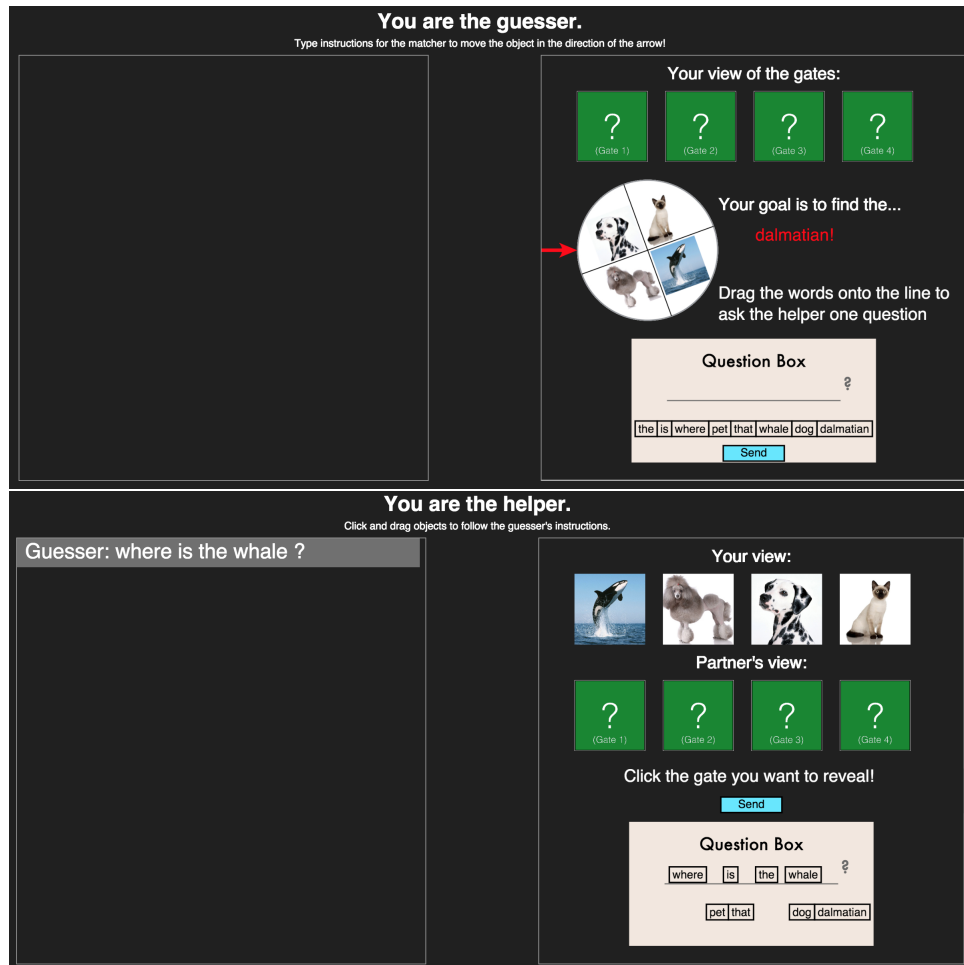 You are the guesser.
Type instructions for the matcher to move the object in the direction of the arrow!
Your view of the gates:
? ? ? ?
(Gate 1) (Gate 2) (Gate 3) (Gate 4)
Your goal is to find the...
dalmatian!
Drag the words onto the line to
ask the helper one question
Question Box
?
the is where pet that whale dog dalmatian
Send
You are the helper.
Click and drag objects to follow the guesser's instructions.
Guesser: where is the whale ?
Your view:
Partner's view:
? ? ? ?
(Gate 1) (Gate 2) (Gate 3) (Gate 4)
Click the gate you want to reveal!
Send
Question Box
where is the whale ?
pet that dog dalmatian